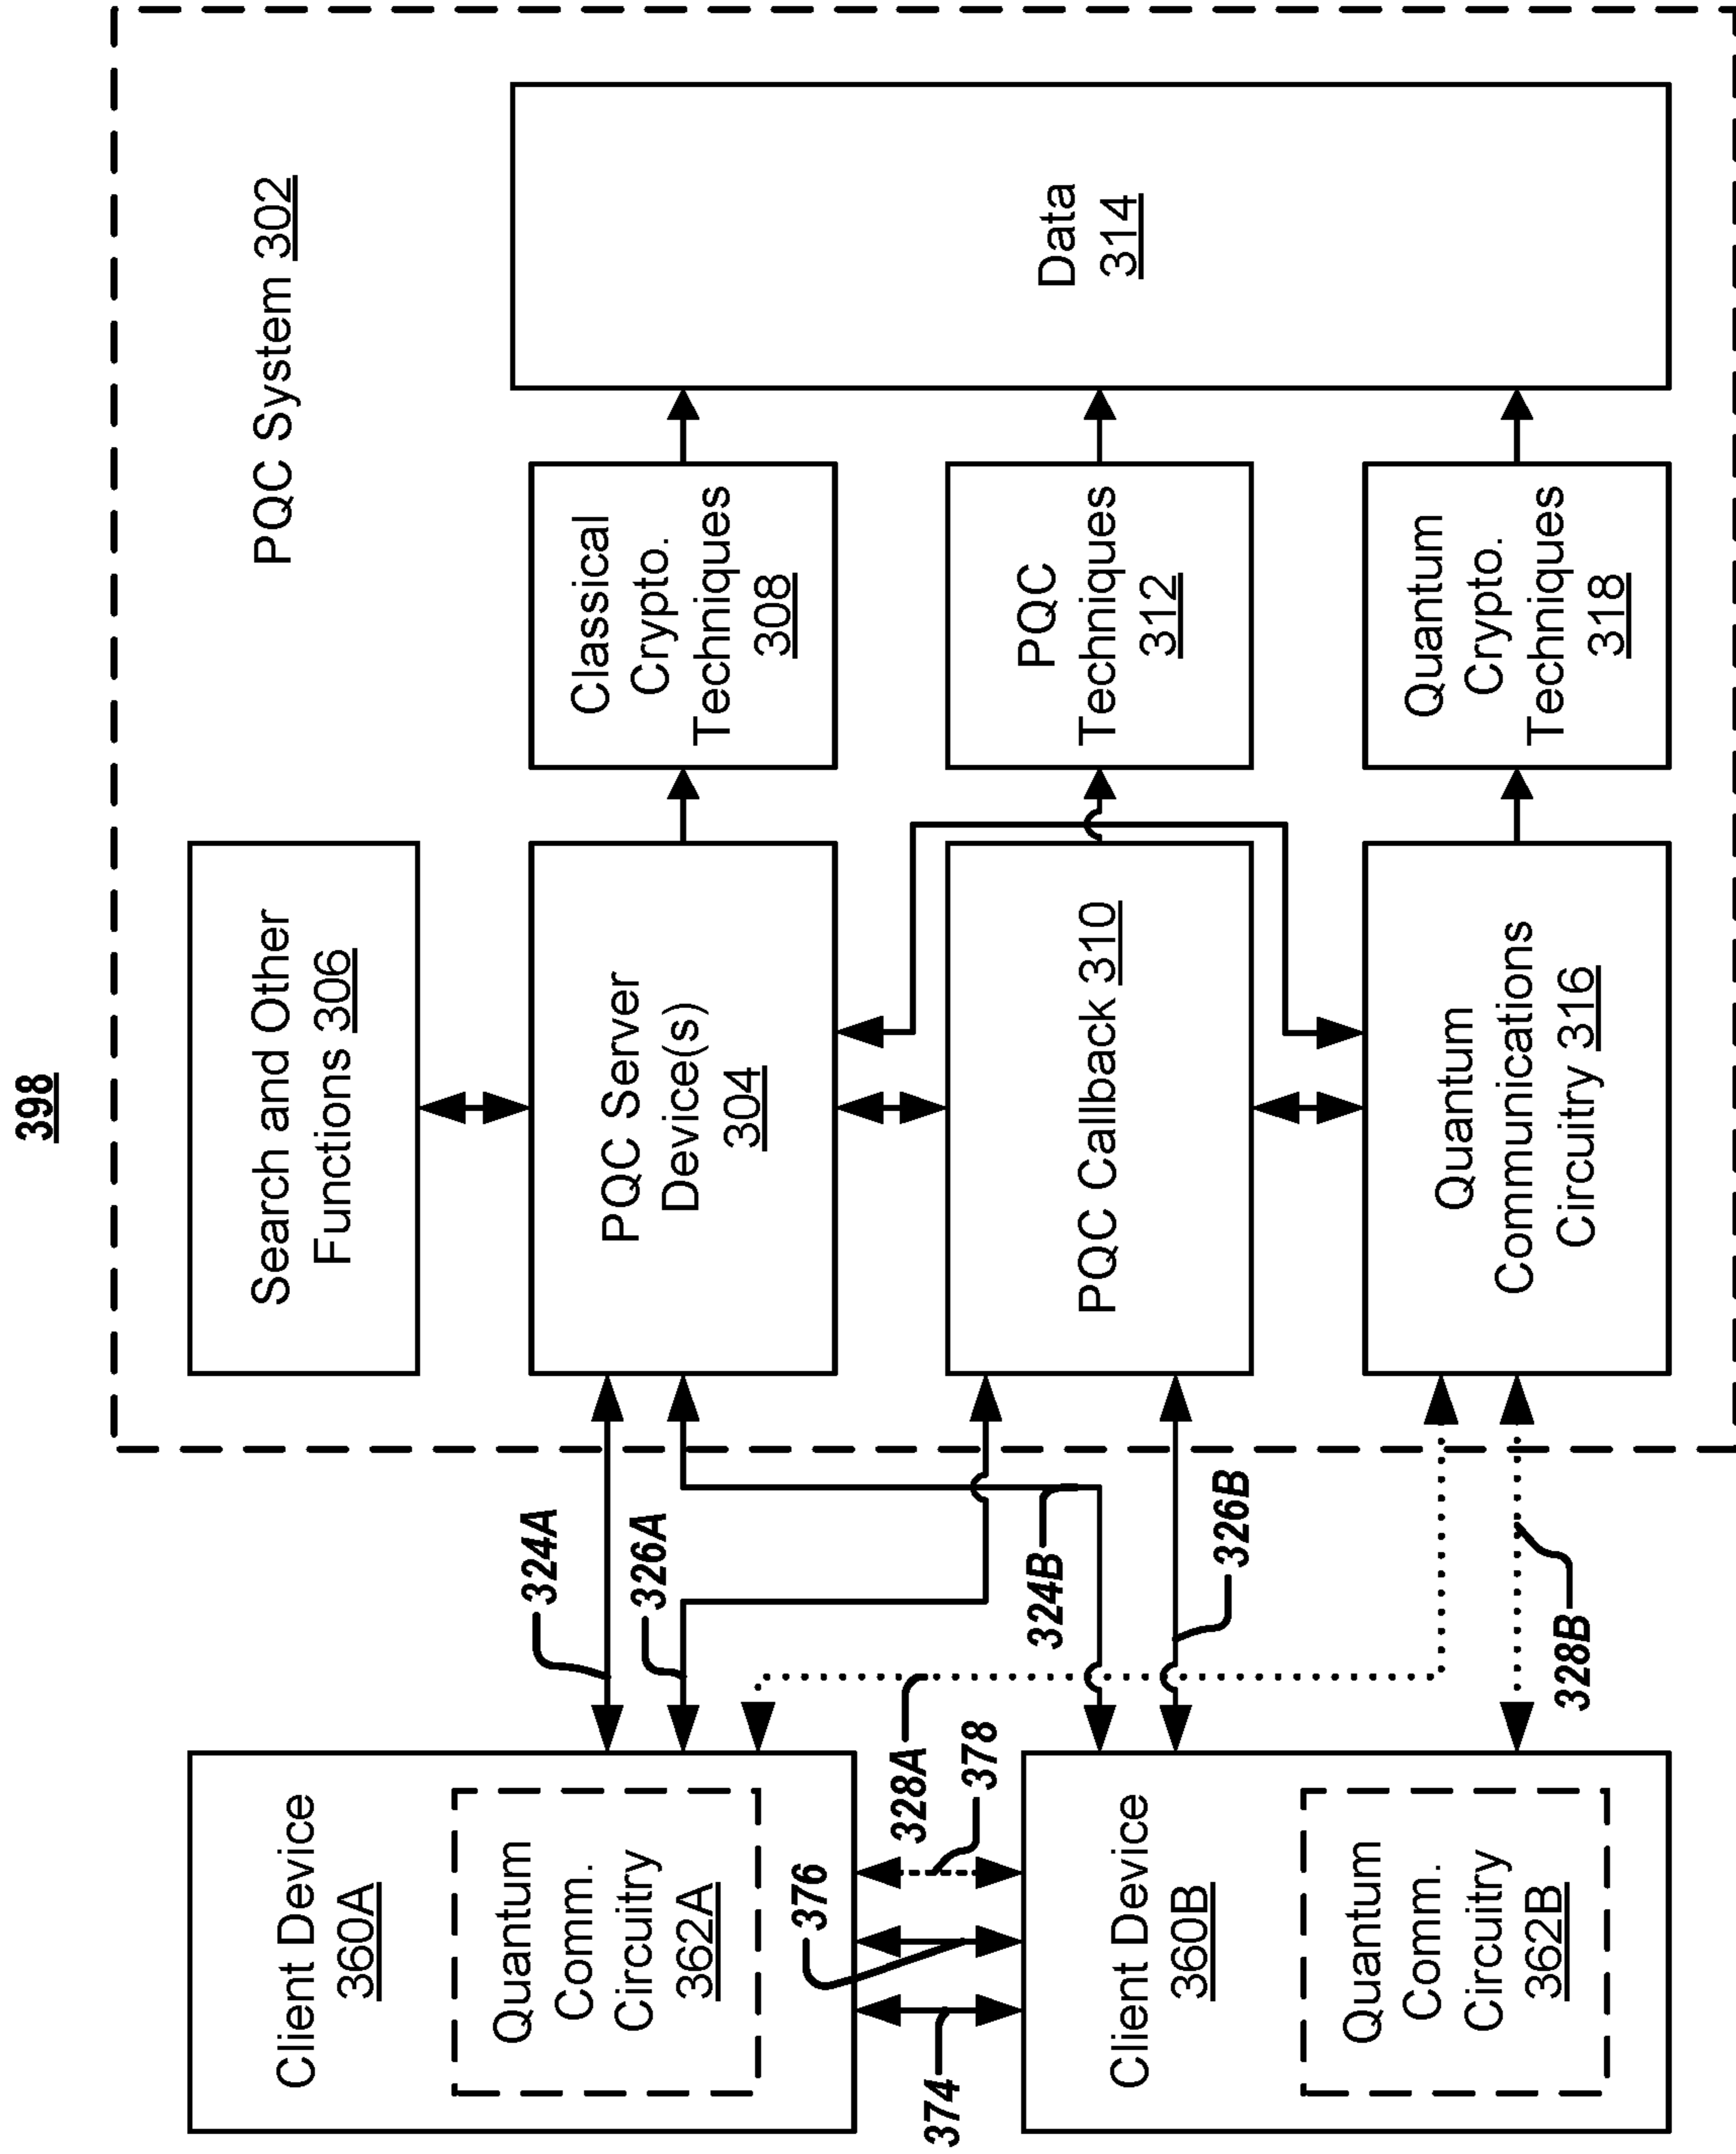 398
PQC System 302
Search and Other
Functions 306
PQC Server
Device(s)
304
Classical
Crypto.
Techniques
308
PQC Callback 310
PQC
Techniques
312
Quantum
Communications
Circuitry 316
Quantum
Crypto.
Techniques
318
Data
314
324A
326A
324B
326B
328A
328B
Client Device
360A
Quantum
Comm.
Circuitry
362A
374
376
378
Client Device
360B
Quantum
Comm.
Circuitry
362B